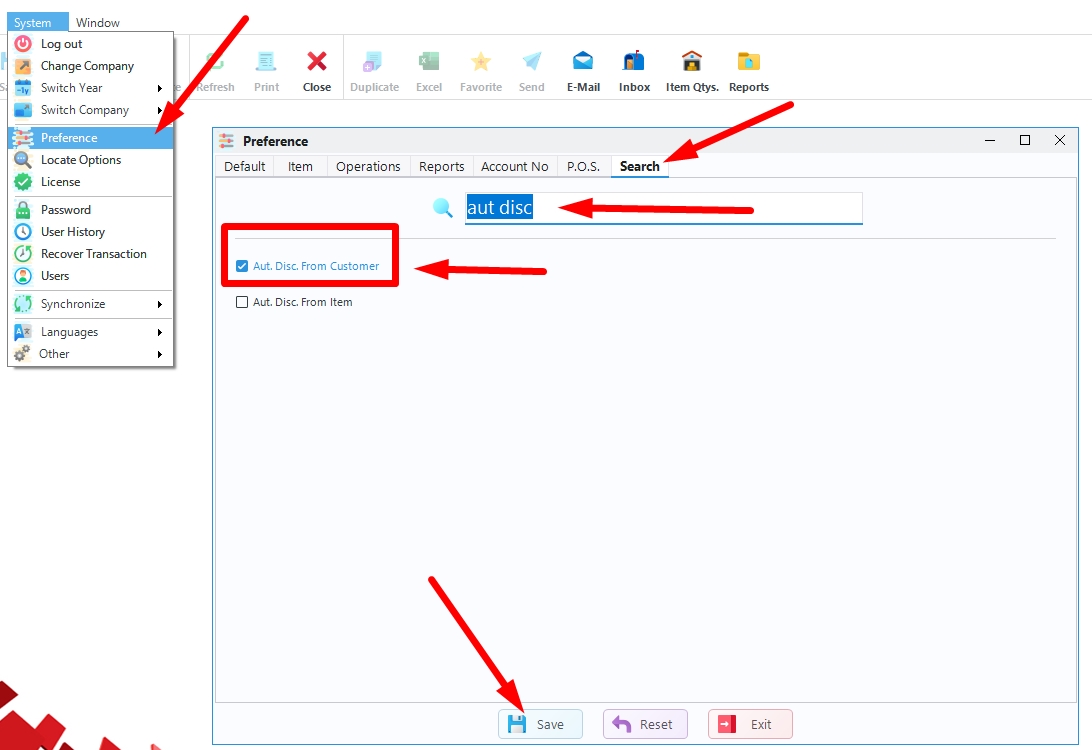 System Window
Log out
Change Company
Switch Year
Switch Company
Preference
Locate Options
License
Password
User History
Recover Transaction
Users
Synchronize
Languages
Other
Refresh Print Close Duplicate Excel Favorite Send E-Mail Inbox Item Qtys. Reports
Preference
Default Item Operations Reports Account No P.O.S. Search
aut disc
Aut. Disc. From Customer
Aut. Disc. From Item
Save Reset Exit